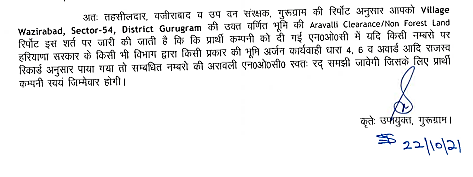 अतः तहसीलदार, वजीराबाद व उप वन संरक्षक, गुरूग्राम की रिर्पोट अनुसार आपको Village
Wazirabad, Sector-54, District Gurugram की उक्त वर्णित भूमि की Aravalli Clearance/Non Forest Land
रिर्पोट इस शर्त पर जारी की जाती है कि कि प्रार्थी कम्पनी को दी गई एन0ओ0सी में यदि किसी नम्बरो पर
हरियाणा सरकार के किसी भी विभाग द्वारा किसी प्रकार की भूमि अर्जन कार्यवाही धारा 4, 6 व अवार्ड आदि राजस्व
रिकार्ड अनुसार पाया गया तो सम्बधित नम्बरो की अरावली एन0ओ0सी स्वतः रद्द समझी जावेगी जिसके लिए प्रार्थी
कम्पनी स्वयं जिम्मेवार होगी।
कृतेः उपायुक्त, गुरूग्राम।
22/10/21